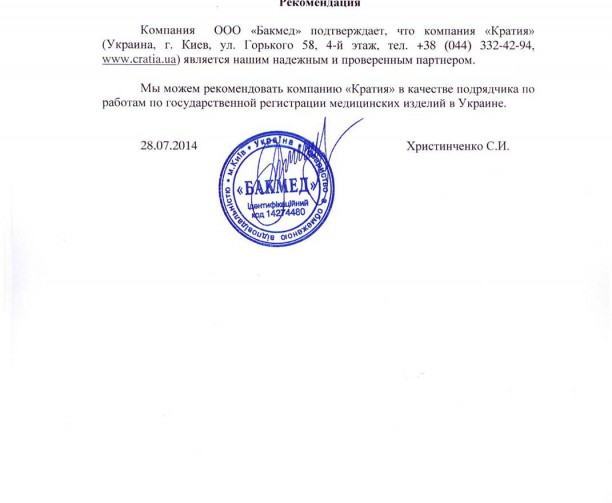 Рекомендация
Компания ООО «Бакмед» подтверждает, что компания «Кратия»
(Украина, г. Киев, ул. Горького 58, 4-й этаж, тел. +38 (044) 332-42-94,
www.cratia.ua) является нашим надежным и проверенным партнером.
Мы можем рекомендовать компанию «Кратия» в качестве подрядчика по
работам по государственной регистрации медицинских изделий в Украине.
28.07.2014
Христинченко С.И.
м.Київ • Україна • Товариство з обмеженою відповідальністю •
«БАКМЕД»
Ідентифікаційний
код 14274480